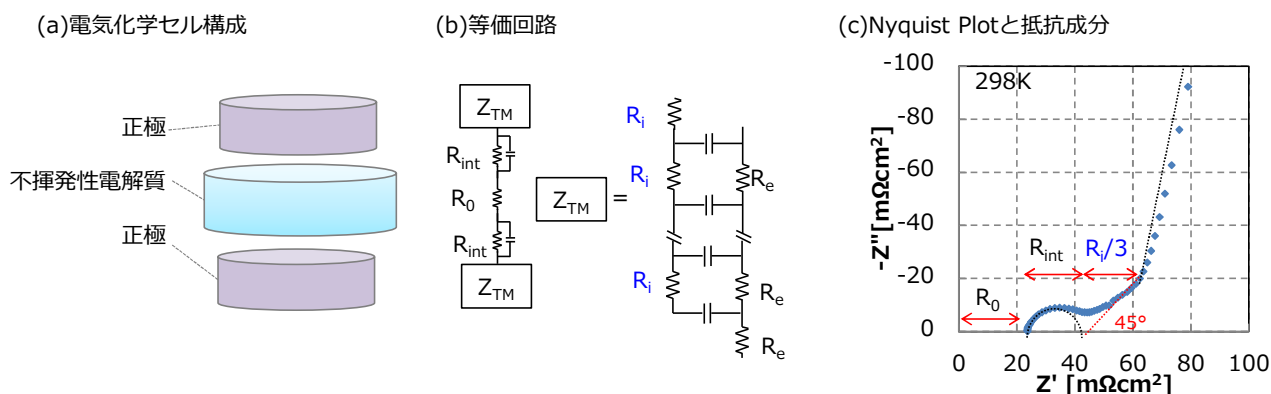 (a)電気化学セル構成
正極
不揮発性電解質
正極
(b)等価回路
Z_TM
R_int
R_0
R_int
Z_TM
Z_TM =
R_i
R_i
R_e
R_i
R_e
R_e
(c)Nyquist Plotと抵抗成分
-Z"[mΩcm2]
-100
-80
-60
-40
-20
0
298K
R_int
R_i/3
R_0
45°
0 20 40 60 80 100
Z' [mΩcm2]